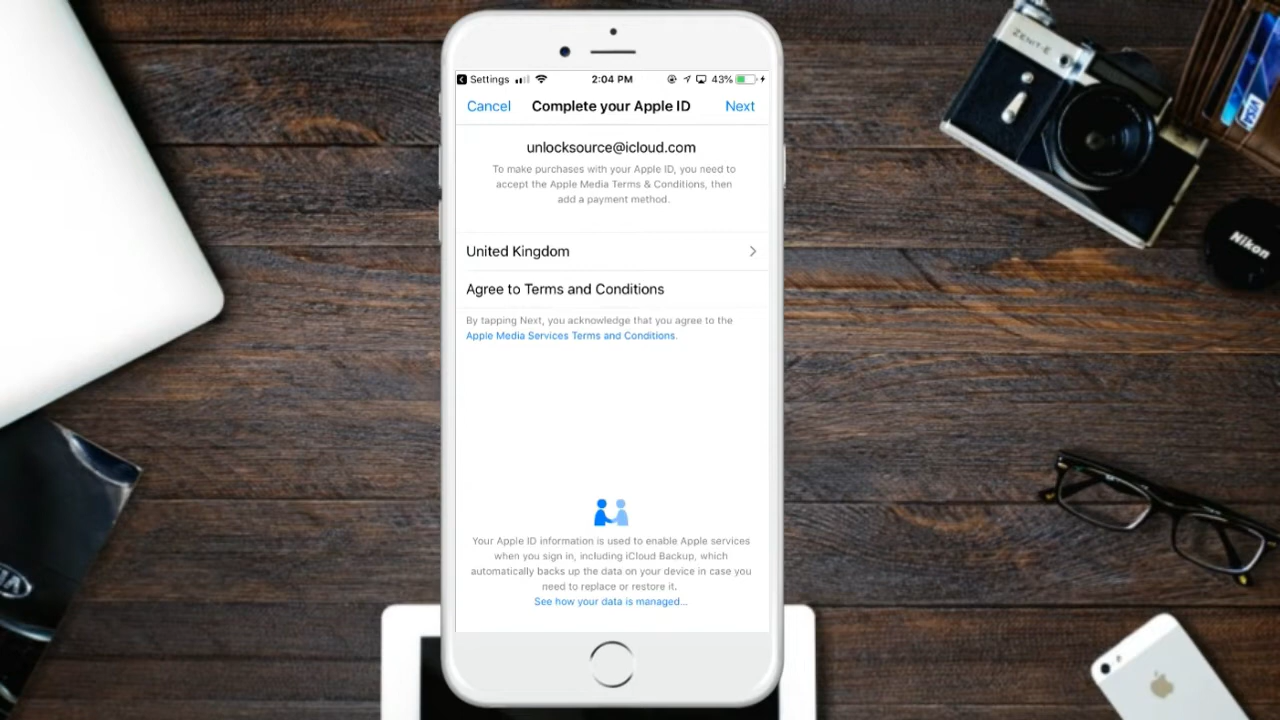 Settings 2:04 PM 43%
Cancel Complete your Apple ID Next
unlocksource@icloud.com
To make purchases with your Apple ID, you need to
accept the Apple Media Terms & Conditions, then
add a payment method.
United Kingdom
Agree to Terms and Conditions
By tapping Next, you acknowledge that you agree to the
Apple Media Services Terms and Conditions.
Your Apple ID information is used to enable Apple services
when you sign in, including iCloud Backup, which
automatically backs up the data on your device in case you
need to replace or restore it.
See how your data is managed...
ZENIT-E
VISA
Nikon